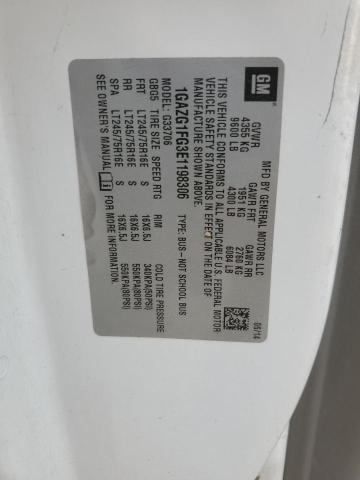 GM
MFD BY GENERAL MOTORS LLC
GVWR GAWR FRT GAWR RR
4355 KG 1951 KG 2760 KG
9600 LB 4300 LB 6084 LB
THIS VEHICLE CONFORMS TO ALL APPLICABLE U.S. FEDERAL MOTOR
VEHICLE SAFETY STANDARDS IN EFFECT ON THE DATE OF
MANUFACTURE SHOWN ABOVE.
05/14
1GAZG1FG3E1198306 TYPE: BUS-NOT SCHOOL BUS
MODEL: G33706
GBG5 TIRE SIZE SPEED RTG RIM COLD TIRE PRESSURE
FRT LT245/75R16E S 16X6.5J 340KPA(50PSI)
RR LT245/75R16E S 16X6.5J 550KPA(80PSI)
SPA LT245/75R16E S 16X6.5J 550KPA(80PSI)
SEE OWNER'S MANUAL FOR MORE INFORMATION.